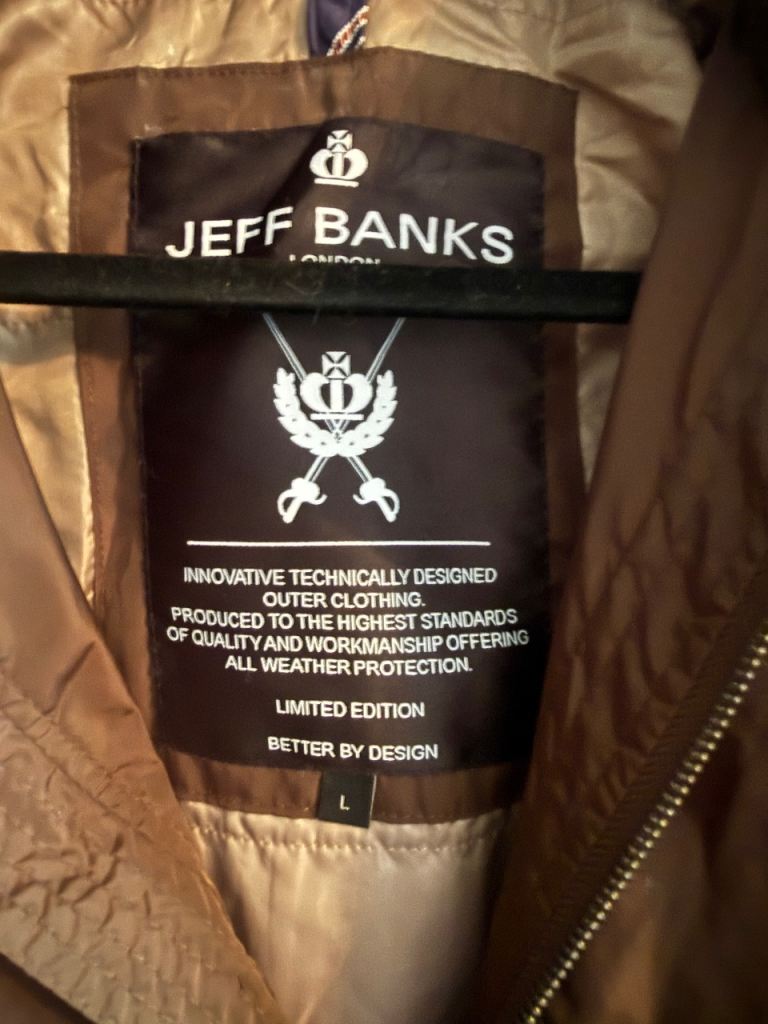 JEFF BANKS
LONDON
INNOVATIVE TECHNICALLY DESIGNED
OUTER CLOTHING.
PRODUCED TO THE HIGHEST STANDARDS
OF QUALITY AND WORKMANSHIP OFFERING
ALL WEATHER PROTECTION.
LIMITED EDITION
BETTER BY DESIGN
L